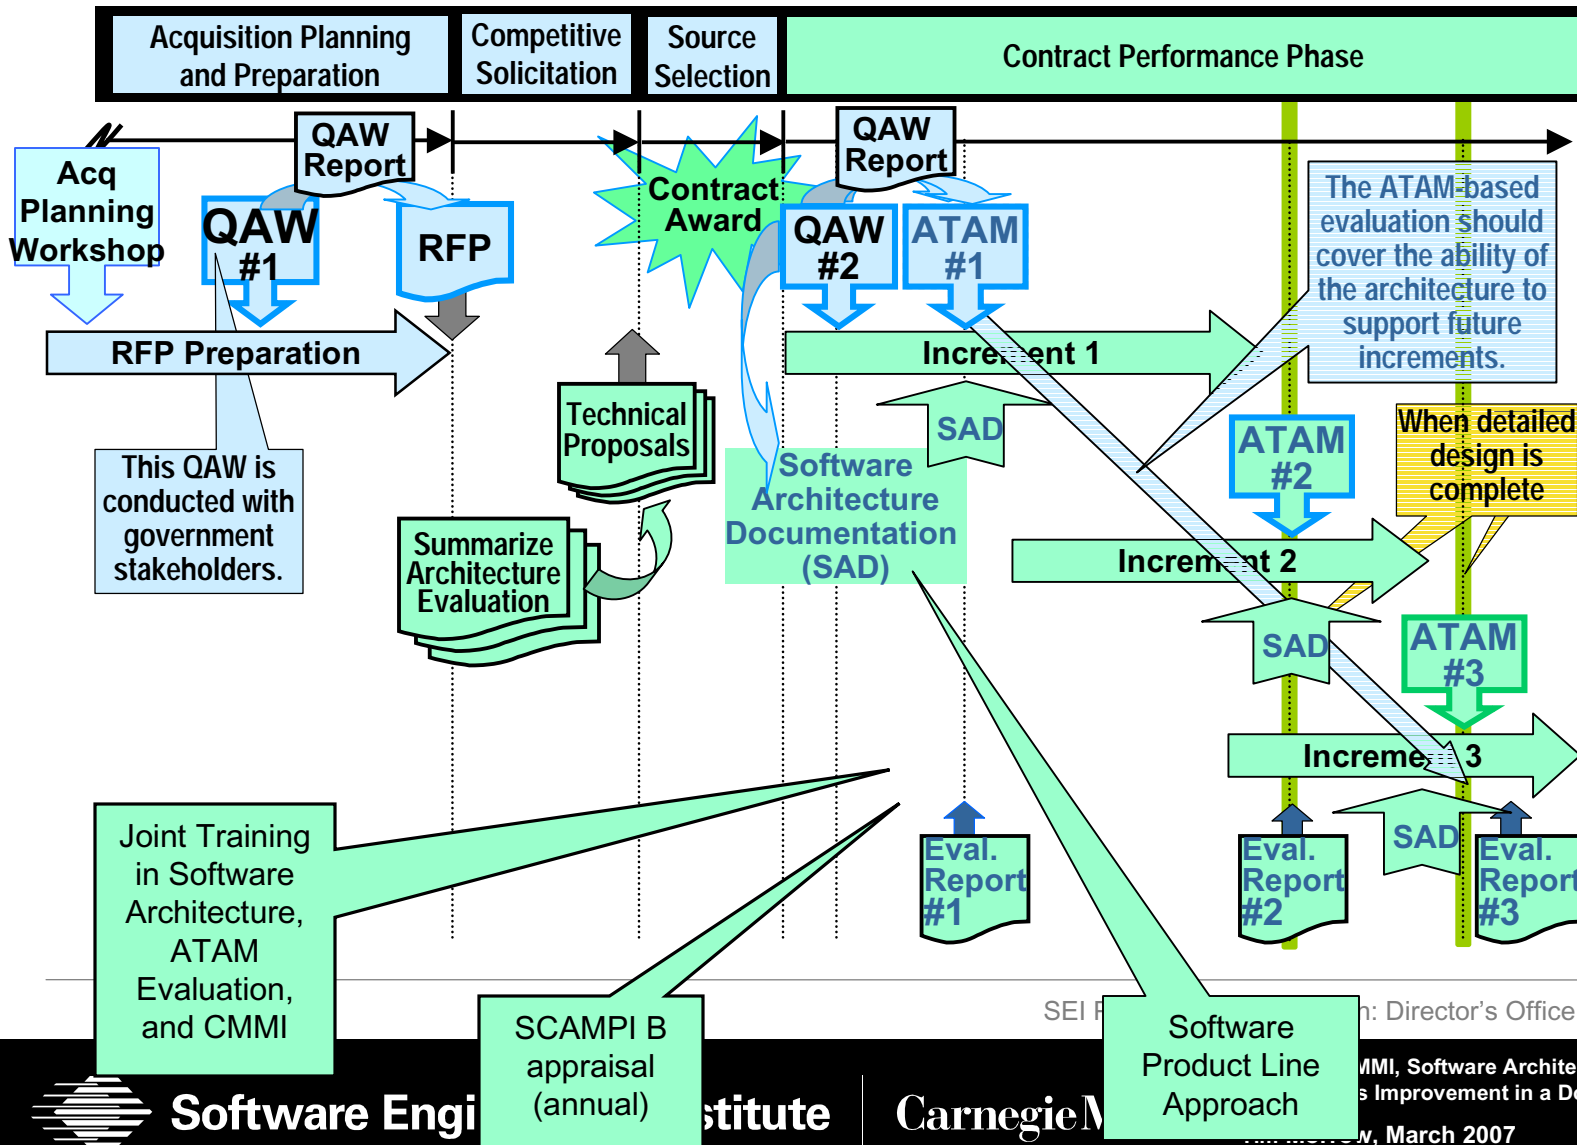 Acquisition Planning
and Preparation
Competitive
Solicitation
Source
Selection
Contract Performance Phase
QAW
Report
QAW
Report
Acq
Planning
Workshop
QAW
#1
RFP
Contract
Award
QAW
#2
ATAM
#1
The ATAM-based
evaluation should
cover the ability of
the architecture to
support future
increments.
RFP Preparation
Increment 1
Technical
Proposals
SAD
ATAM
#2
When detailed
design is
complete
This QAW is
conducted with
government
stakeholders.
Software
Architecture
Documentation
(SAD)
Summarize
Architecture
Evaluation
Increment 2
SAD
ATAM
#3
Increment 3
SAD
Joint Training
in Software
Architecture,
ATAM
Evaluation,
and CMMI
Eval.
Report
#1
Eval.
Report
#2
Eval.
Report
#3
SCAMPI B
appraisal
(annual)
Software
Product Line
Approach
SEI
Director's Office
Software
Carnegie
Software
Improvement in a
March 2007